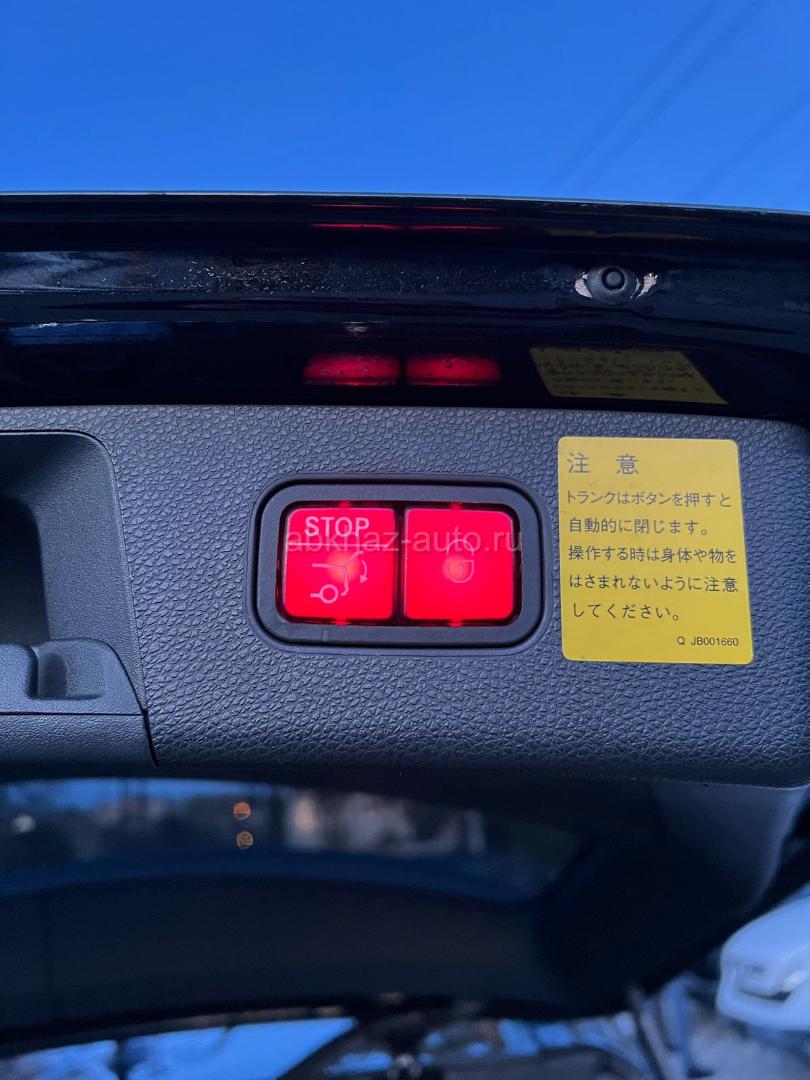 注 意
トランクはボタンを押すと
自動的に閉じます。
操作する時は身体や物を
はさまれないように注意
してください。
Q JB001660
STOP
abkhaz-auto.ru